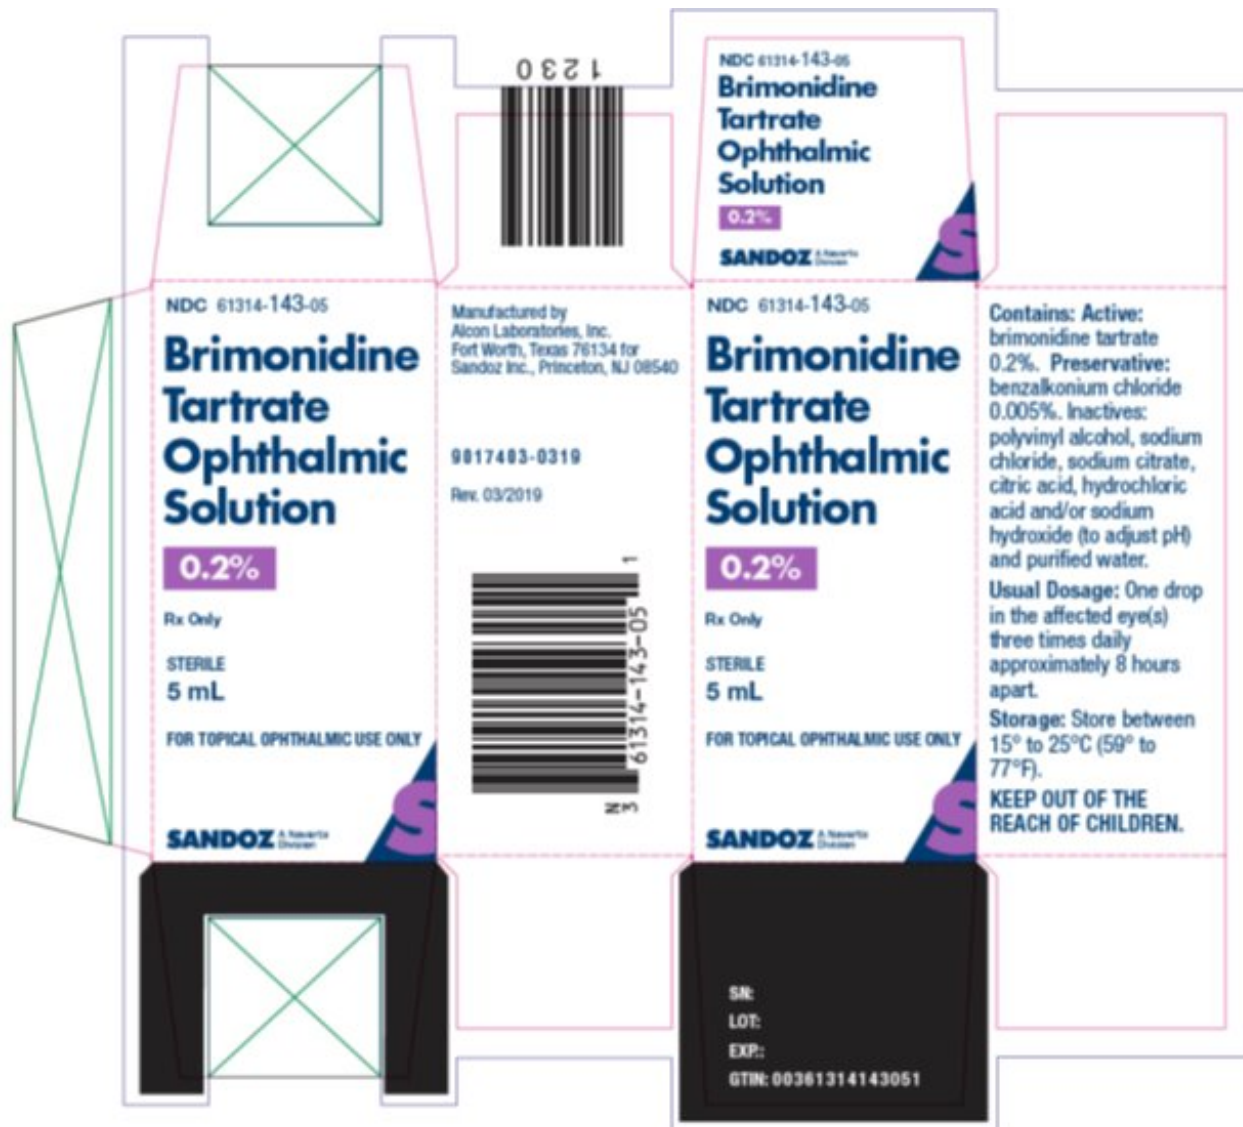 1230
NDC 61314-143-05
Brimonidine
Tartrate
Ophthalmic
Solution
0.2%
SANDOZ A Novartis
Division
S
NDC 61314-143-05
Brimonidine
Tartrate
Ophthalmic
Solution
0.2%
Rx Only
STERILE
5 mL
FOR TOPICAL OPHTHALMIC USE ONLY
SANDOZ A Novartis
Division
S
Manufactured by
Alcon Laboratories, Inc.
Fort Worth, Texas 76134 for
Sandoz Inc., Princeton, NJ 08540
9017403-0319
Rev. 03/2019
N
3 61314-143-05 1
NDC 61314-143-05
Brimonidine
Tartrate
Ophthalmic
Solution
0.2%
Rx Only
STERILE
5 mL
FOR TOPICAL OPHTHALMIC USE ONLY
SANDOZ A Novartis
Division
S
Contains: Active:
brimonidine tartrate
0.2%. Preservative:
benzalkonium chloride
0.005%. Inactives:
polyvinyl alcohol, sodium
chloride, sodium citrate,
citric acid, hydrochloric
acid and/or sodium
hydroxide (to adjust pH)
and purified water.
Usual Dosage: One drop
in the affected eye(s)
three times daily
approximately 8 hours
apart.
Storage: Store between
15° to 25°C (59° to
77°F).
KEEP OUT OF THE
REACH OF CHILDREN.
SN:
LOT:
EXP.:
GTIN: 00361314143051